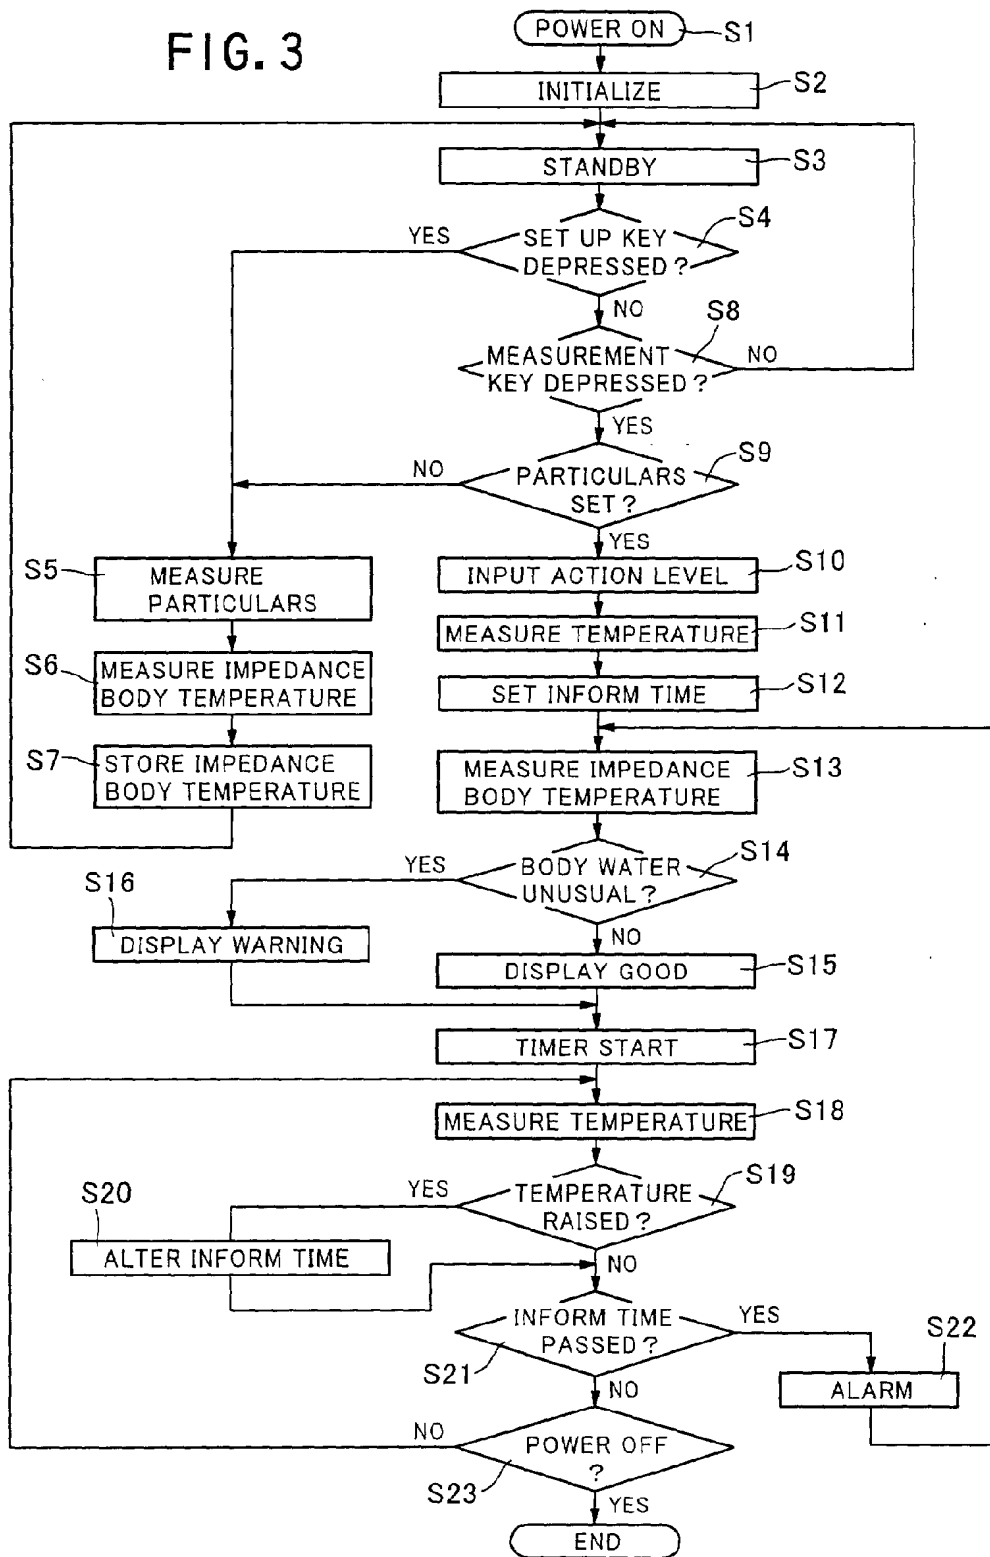 FIG. 3
POWER ON
S1
INITIALIZE
S2
STANDBY
S3
S4
YES
SET UP KEY
DEPRESSED?
NO
S8
MEASUREMENT
KEY DEPRESSED?
NO
YES
S9
NO
PARTICULARS
SET?
YES
S5
MEASURE
PARTICULARS
S10
INPUT ACTION LEVEL
S11
MEASURE TEMPERATURE
S6
MEASURE IMPEDANCE
BODY TEMPERATURE
S12
SET INFORM TIME
S7
STORE IMPEDANCE
BODY TEMPERATURE
S13
MEASURE IMPEDANCE
BODY TEMPERATURE
S14
YES
BODY WATER
UNUSUAL?
S16
DISPLAY WARNING
NO
DISPLAY GOOD
S15
TIMER START
S17
MEASURE TEMPERATURE
S18
S19
YES
TEMPERATURE
RAISED?
S20
ALTER INFORM TIME
NO
INFORM TIME
PASSED?
YES
S21
S22
ALARM
NO
NO
POWER OFF
?
S23
YES
END